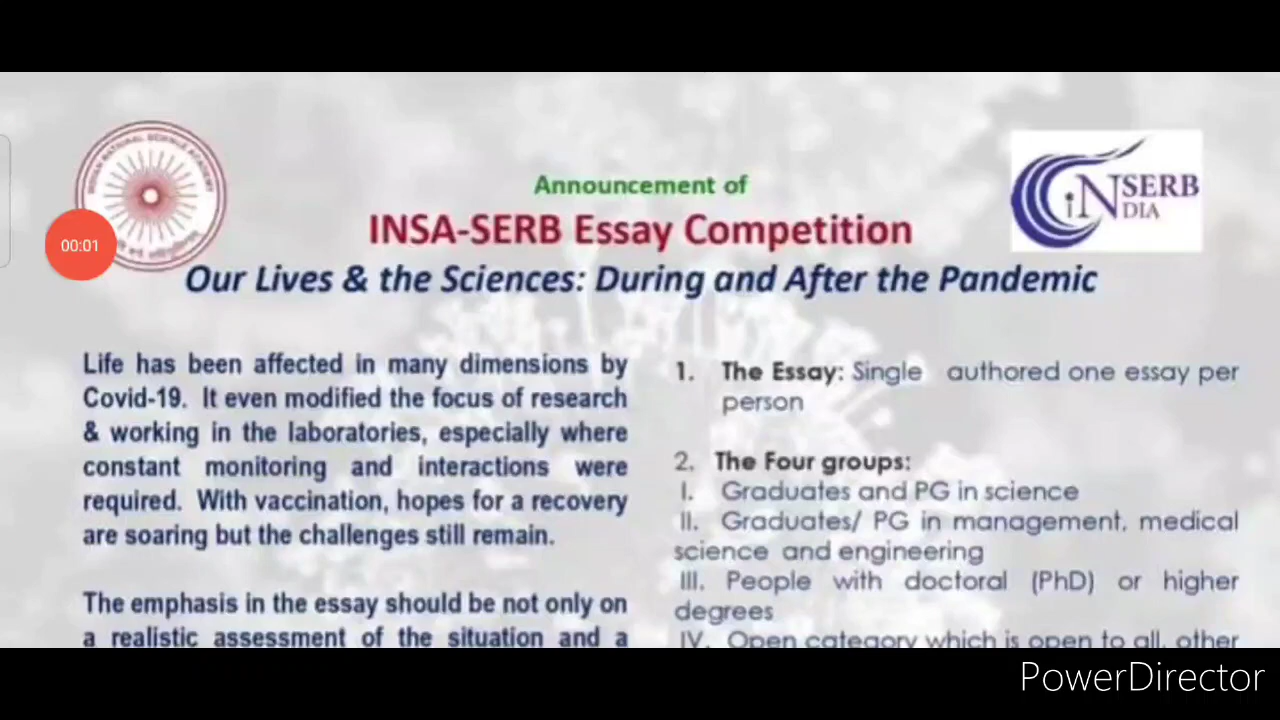 INDIAN NATIONAL SCIENCE ACADEMY
00:01
Announcement of
INSA-SERB Essay Competition
Our Lives & the Sciences: During and After the Pandemic
iNSERB
NDIA
Life has been affected in many dimensions by
Covid-19. It even modified the focus of research
& working in the laboratories, especially where
constant monitoring and interactions were
required. With vaccination, hopes for a recovery
are soaring but the challenges still remain.
The emphasis in the essay should be not only on
a realistic assessment of the situation and a
1. The Essay: Single authored one essay per
person
2. The Four groups:
I. Graduates and PG in science
II. Graduates/ PG in management, medical
science and engineering
III. People with doctoral (PhD) or higher
degrees
IV. Open category which is open to all, other
PowerDirector